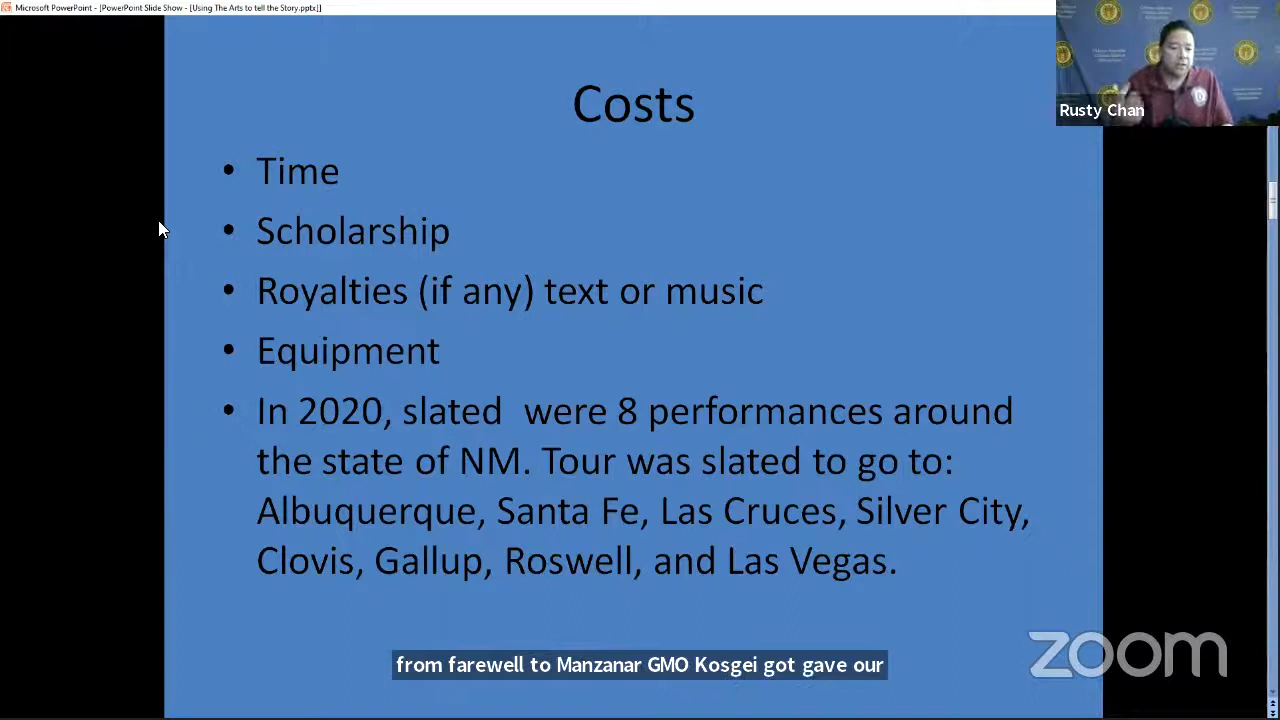 Microsoft PowerPoint - [PowerPoint Slide Show - [Using The Arts to tell the Story.pptx]]
Rusty Chan
Costs
• Time
• Scholarship
• Royalties (if any) text or music
• Equipment
• In 2020, slated  were 8 performances around
the state of NM. Tour was slated to go to:
Albuquerque, Santa Fe, Las Cruces, Silver City,
Clovis, Gallup, Roswell, and Las Vegas.
from farewell to Manzanar GMO Kosgei got gave our
zoom